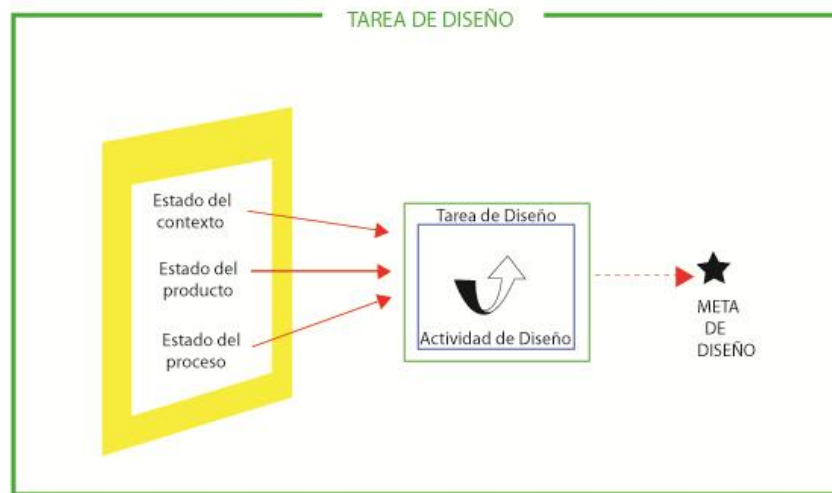 TAREA DE DISEÑO
Estado del
contexto
Estado del
producto
Estado del
proceso
Tarea de Diseño
Actividad de Diseño
META
DE
DISEÑO